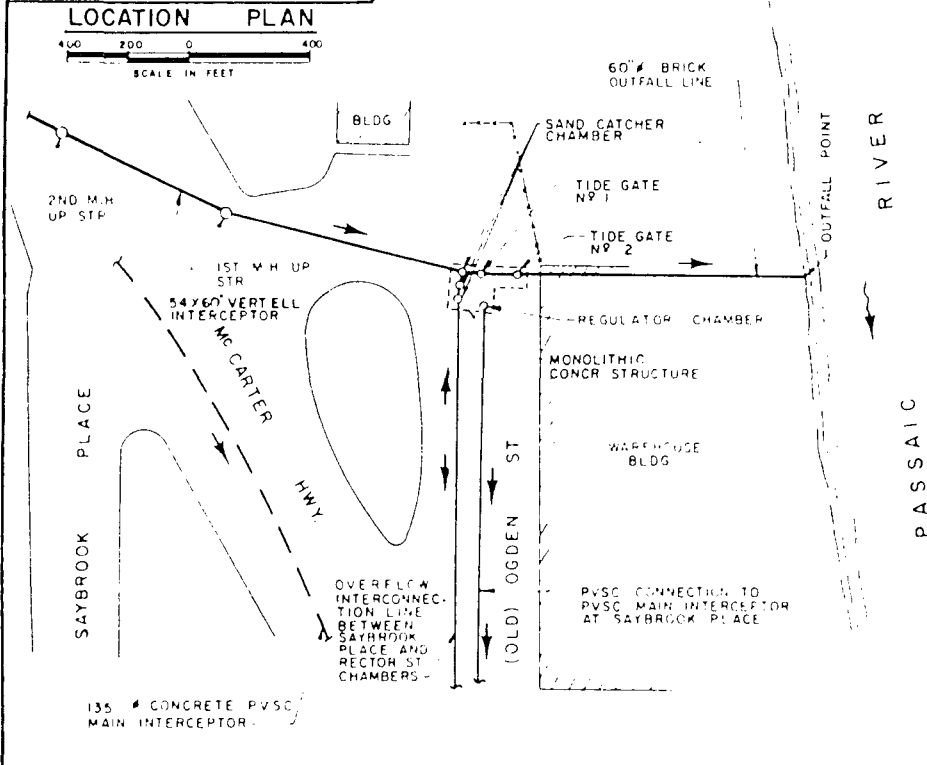 LOCATION PLAN
400 200 0 400
SCALE IN FEET
60"ø BRICK
OUTFALL LINE
BLDG
SAND CATCHER
CHAMBER
OUTFALL POINT
RIVER
2ND M.H
UP STR
TIDE GATE
Nº 1
TIDE GATE
Nº 2
1ST M H UP
STR
54X60" VERT ELL
INTERCEPTOR
REGULATOR CHAMBER
McCARTER
HWY.
MONOLITHIC
CONCR STRUCTURE
PLACE
SAYBROOK
WAREHOUSE
BLDG
PASSAIC
(OLD) OGDEN ST
OVERFLOW
INTERCONNEC-
TION LINE
BETWEEN
SAYBROOK
PLACE AND
RECTOR ST
CHAMBERS
PVSC CONNECTION TO
PVSC MAIN INTERCEPTOR
AT SAYBROOK PLACE
135 ø CONCRETE PVSC
MAIN INTERCEPTOR